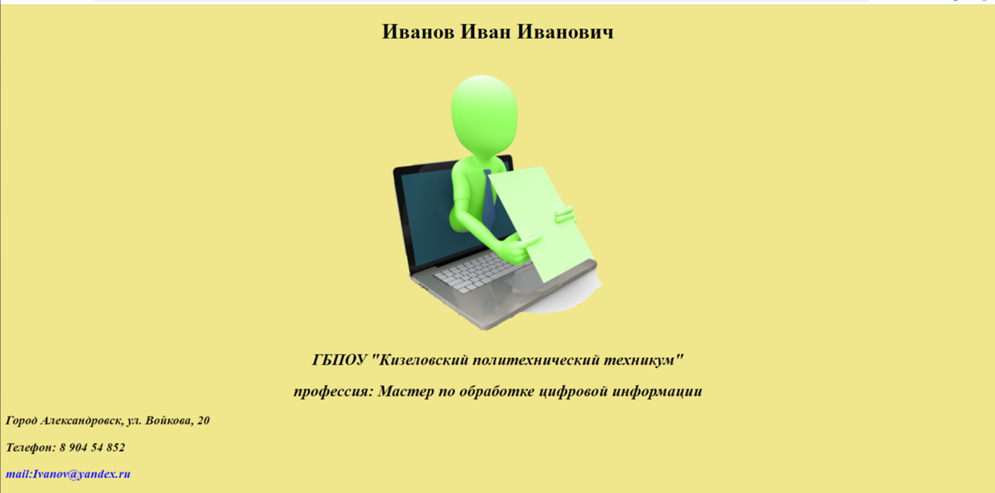 Иванов Иван Иванович
ГБПОУ "Кизеловский политехнический техникум"
профессия: Мастер по обработке цифровой информации
Город Александровск, ул. Войкова, 20
Телефон: 8 904 54 852
mail:Ivanov@yandex.ru